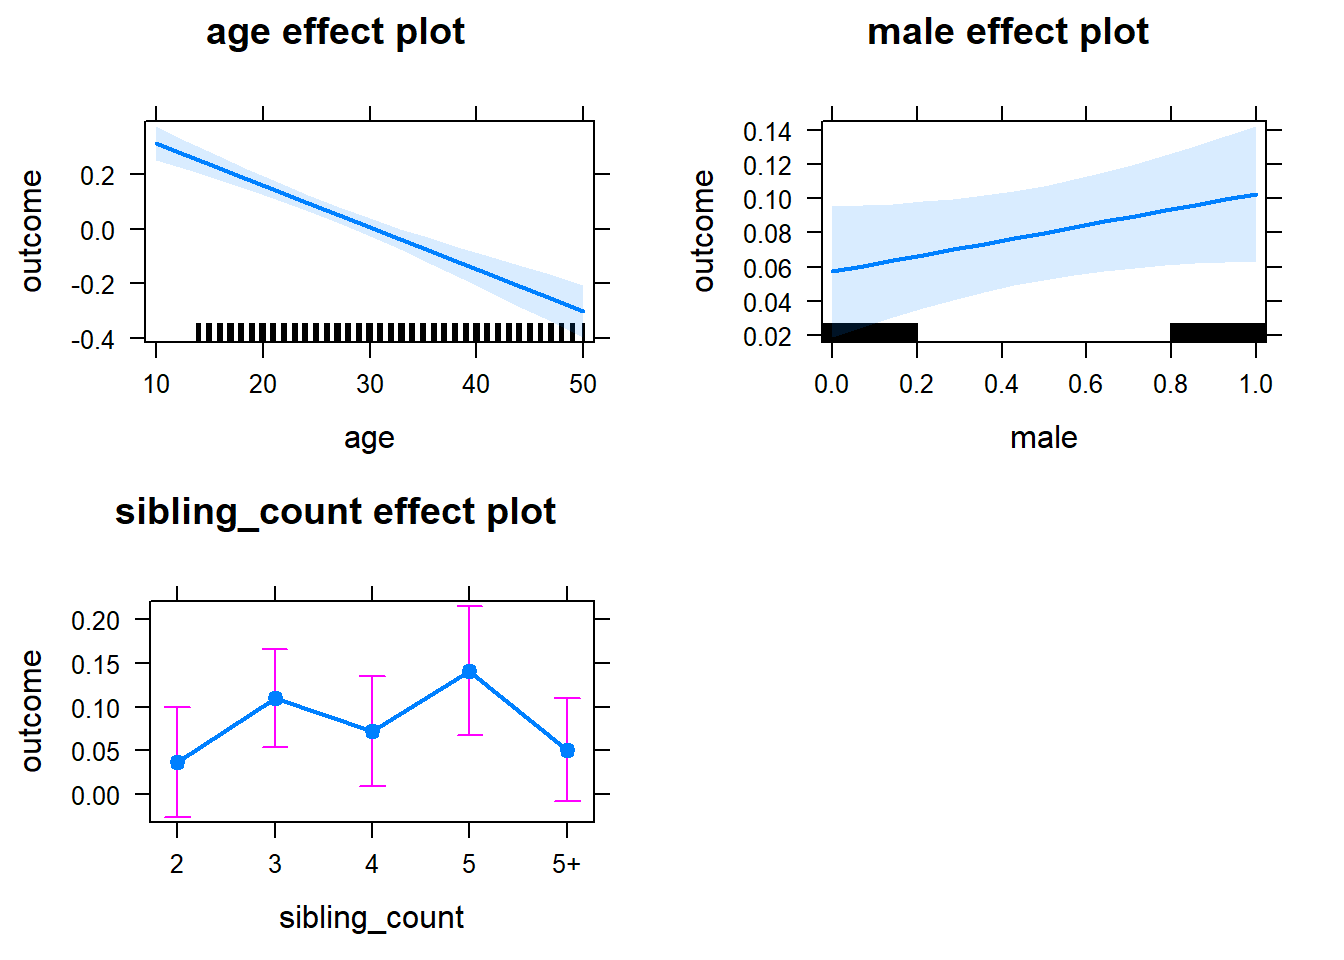 age effect plot
outcome
0.2
0.0
-0.2
-0.4
10 20 30 40 50
age
male effect plot
outcome
0.14
0.12
0.10
0.08
0.06
0.04
0.02
0.0 0.2 0.4 0.6 0.8 1.0
male
sibling_count effect plot
outcome
0.20
0.15
0.10
0.05
0.00
2 3 4 5 5+
sibling_count